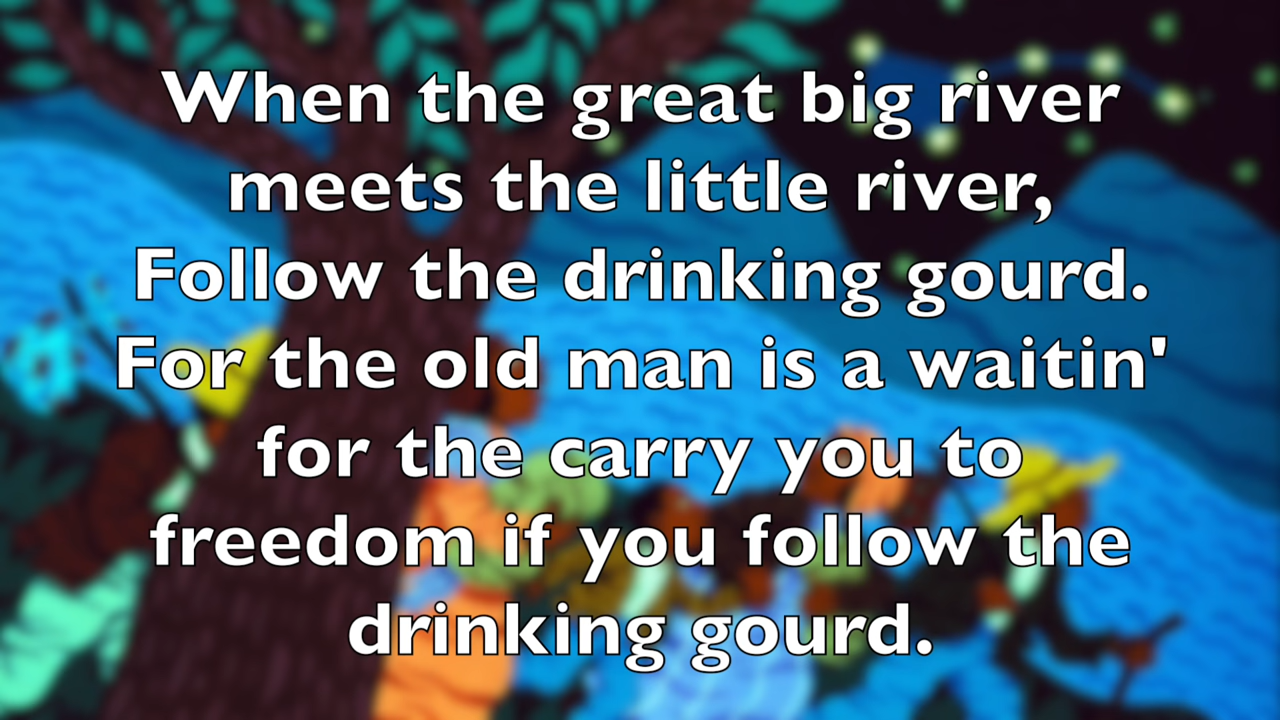 When the great big river
meets the little river,
Follow the drinking gourd.
For the old man is a waitin'
for the carry you to
freedom if you follow the
drinking gourd.